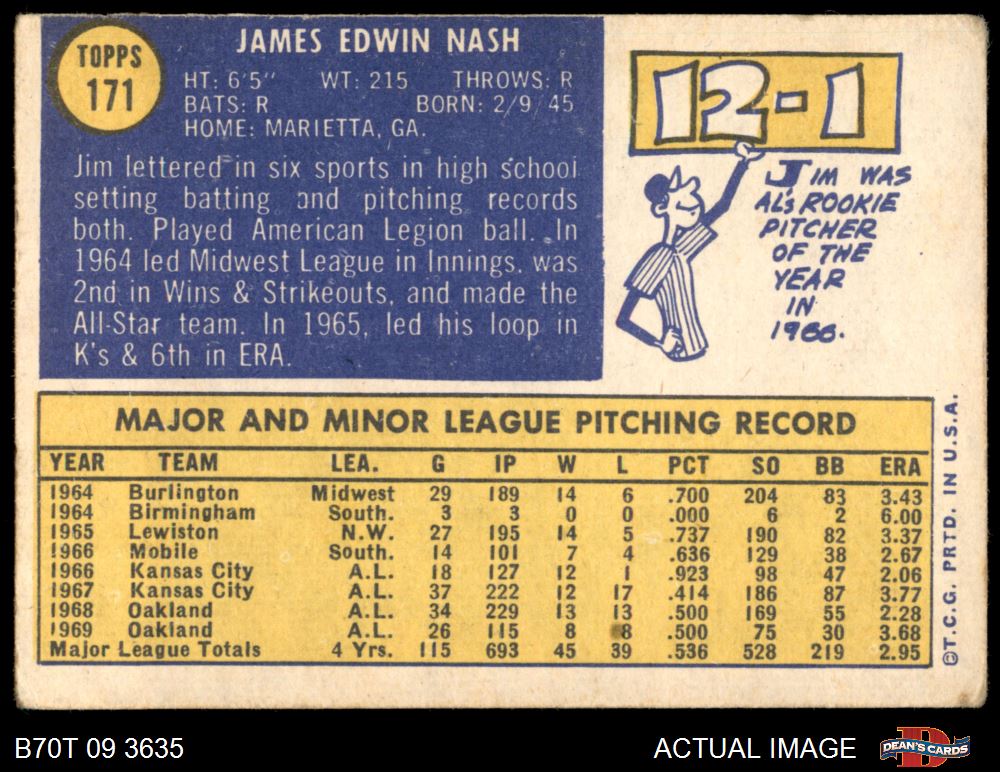 TOPPS
171
JAMES EDWIN NASH
HT: 6'5" WT: 215 THROWS: R
BATS: R BORN: 2/9/45
HOME: MARIETTA, GA.
Jim lettered in six sports in high school
setting batting and pitching records
both. Played American Legion ball. In
1964 led Midwest League in Innings, was
2nd in Wins & Strikeouts, and made the
All-Star team. In 1965, led his loop in
K's & 6th in ERA.
12-1
JIM WAS
AL'S ROOKIE
PITCHER
OF THE
YEAR
IN
1966.
MAJOR AND MINOR LEAGUE PITCHING RECORD
YEAR TEAM LEA. G IP W L PCT SO BB ERA
1964 Burlington Midwest 29 189 14 6 .700 204 83 3.43
1964 Birmingham South. 3 3 0 0 .000 6 2 6.00
1965 Lewiston N.W. 27 195 14 5 .737 190 82 3.37
1966 Mobile South. 14 101 7 4 .636 129 38 2.67
1966 Kansas City A.L. 18 127 12 1 .923 98 47 2.06
1967 Kansas City A.L. 37 222 12 17 .414 186 87 3.77
1968 Oakland A.L. 34 229 13 13 .500 169 55 2.28
1969 Oakland A.L. 26 115 8 8 .500 75 30 3.68
Major League Totals 4 Yrs. 115 693 45 39 .536 528 219 2.95
©T.C.G. PRTD. IN U.S.A.
B70T 09 3635
ACTUAL IMAGE
D
DEAN'S CARDS